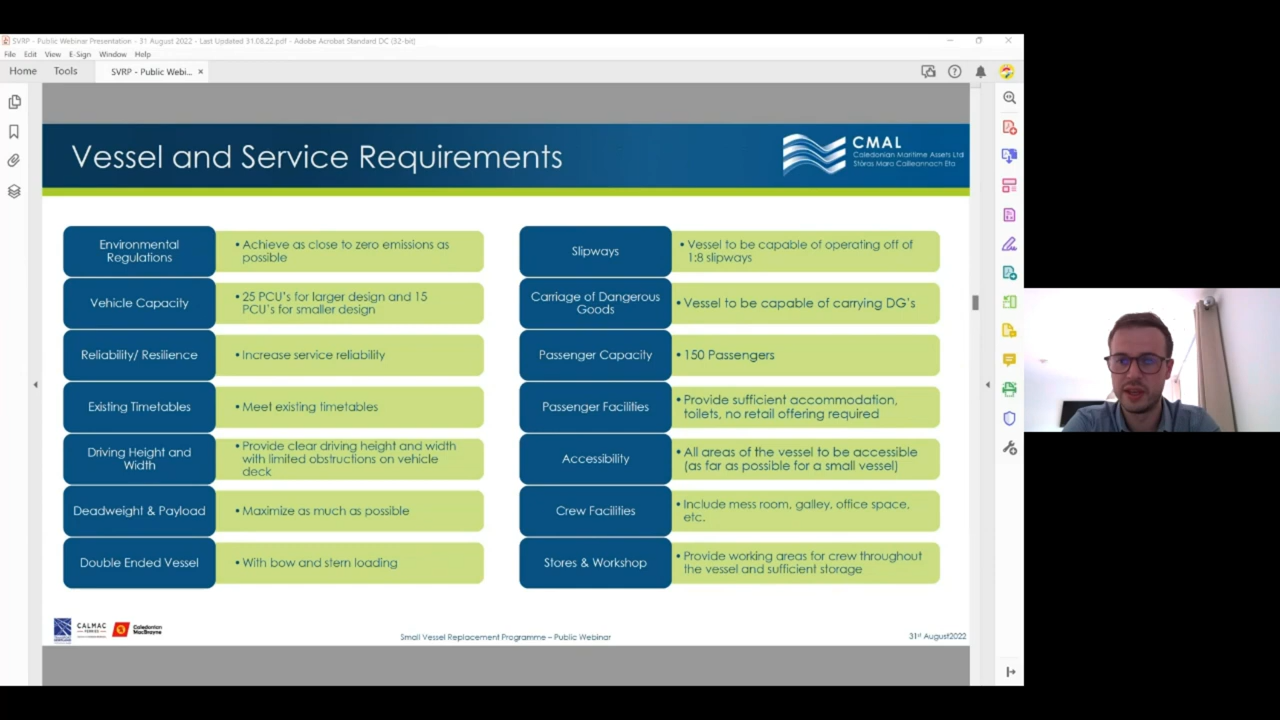 SVRP - Public Webinar Presentation - 31 August 2022 - Last Updated 31.08.22.pdf - Adobe Acrobat Standard DC (32-bit)
File Edit View E-Sign Window Help
Home Tools SVRP - Public Webi... ×
Vessel and Service Requirements
CMAL
Caledonian Maritime Assets Ltd
Stòras Mara Cailleannach Eta
Environmental
Regulations
• Achieve as close to zero emissions as
possible
Vehicle Capacity
• 25 PCU's for larger design and 15
PCU's for smaller design
Reliability/ Resilience
• Increase service reliability
Existing Timetables
• Meet existing timetables
Driving Height and
Width
• Provide clear driving height and width
with limited obstructions on vehicle
deck
Deadweight & Payload
• Maximize as much as possible
Double Ended Vessel
• With bow and stern loading
Slipways
• Vessel to be capable of operating off of
1:8 slipways
Carriage of Dangerous
Goods
• Vessel to be capable of carrying DG's
Passenger Capacity
• 150 Passengers
Passenger Facilities
• Provide sufficient accommodation,
toilets, no retail offering required
Accessibility
• All areas of the vessel to be accessible
(as far as possible for a small vessel)
Crew Facilities
• Include mess room, galley, office space,
etc.
Stores & Workshop
• Provide working areas for crew throughout
the vessel and sufficient storage
CALMAC
FERRIES
Caledonian
MacBrayne
Small Vessel Replacement Programme – Public Webinar
31st August2022